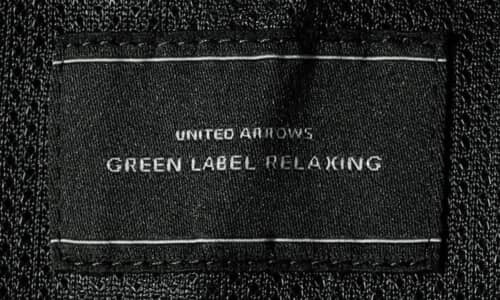 UNITED ARROWS
GREEN LABEL RELAXING